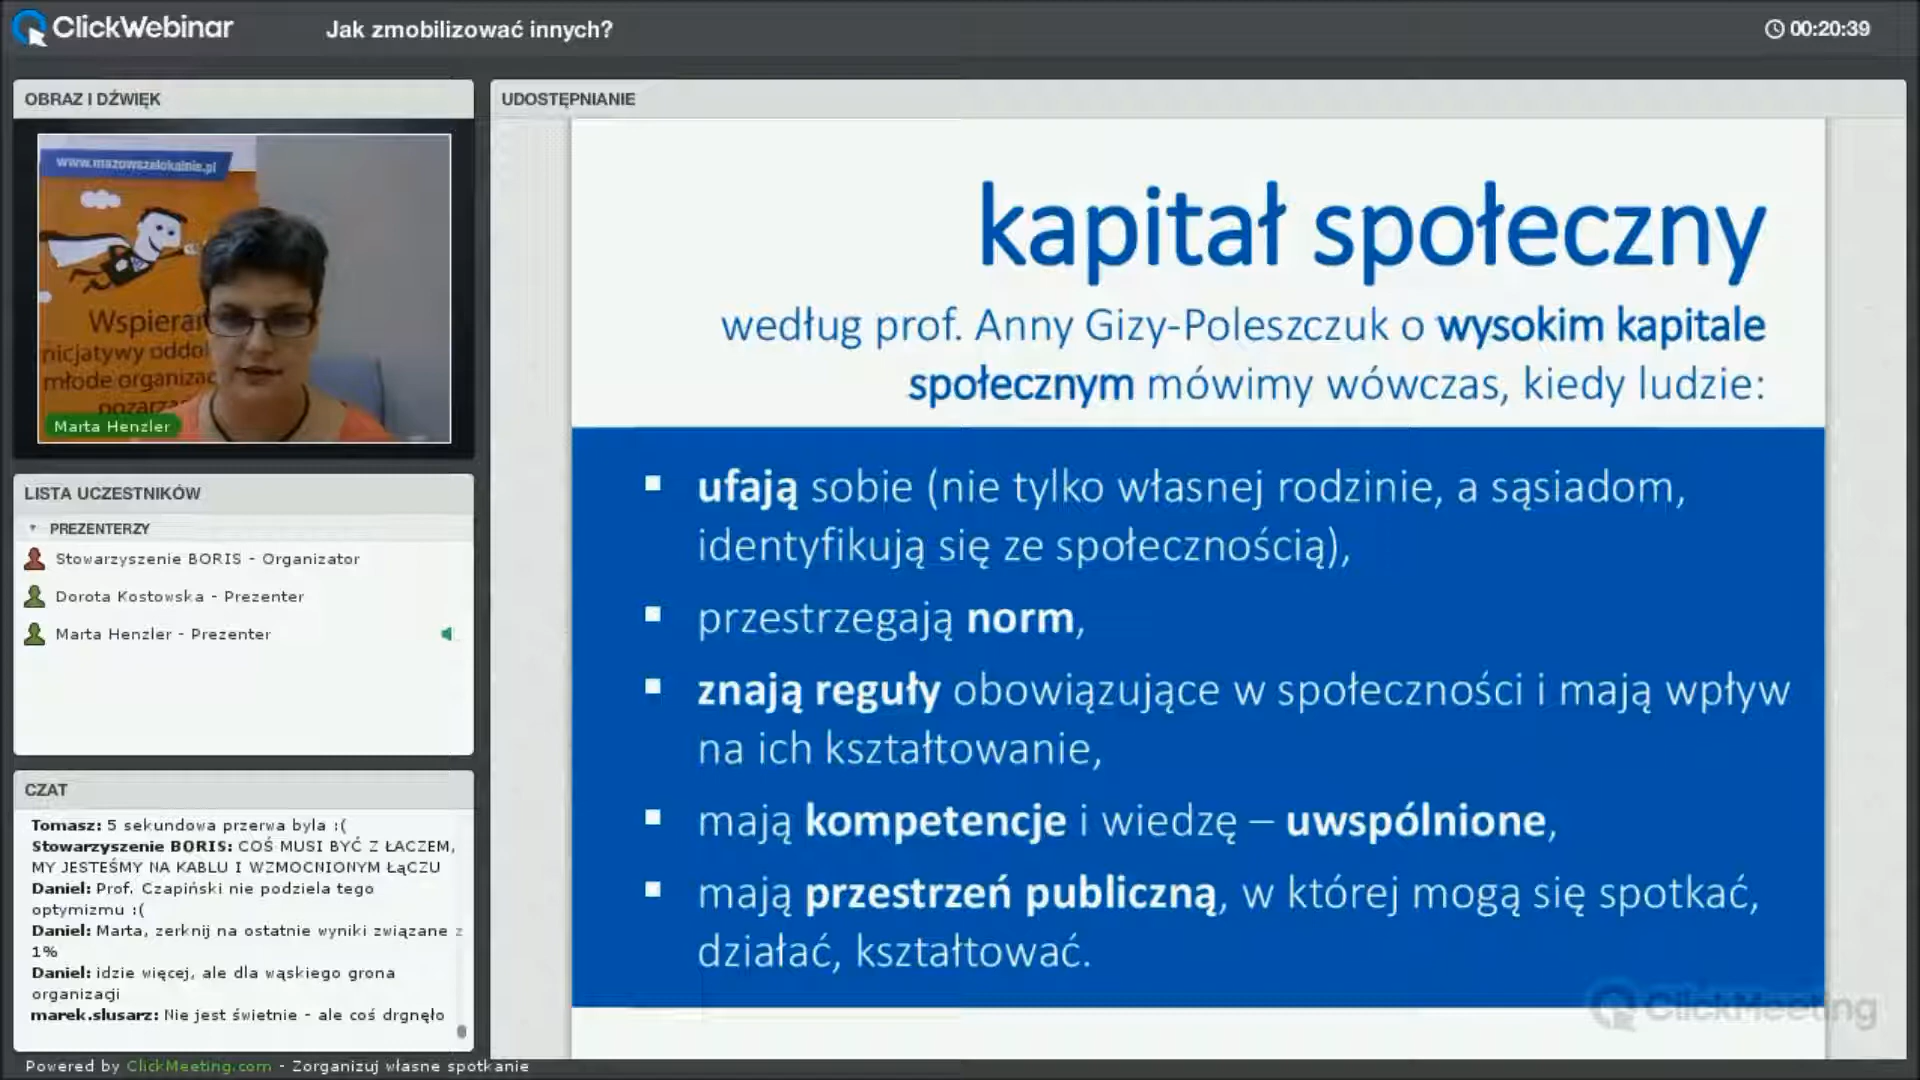 ClickWebinar
Jak zmobilizować innych?
00:20:39
OBRAZ I DŹWIĘK
www.mazowszelokalnie.pl
Wspieram
nicjatywy oddol
młode organizac
pozarz
Marta Henzler
LISTA UCZESTNIKÓW
PREZENTERZY
Stowarzyszenie BORIS - Organizator
Dorota Kostowska - Prezenter
Marta Henzler - Prezenter
CZAT
Tomasz: 5 sekundowa przerwa byla :(
Stowarzyszenie BORIS: COŚ MUSI BYĆ Z ŁACZEM,
MY JESTEŚMY NA KABLU I WZMOCNIONYM ŁąCZU
Daniel: Prof. Czapiński nie podziela tego
optymizmu :(
Daniel: Marta, zerknij na ostatnie wyniki związane z
1%
Daniel: idzie więcej, ale dla wąskiego grona
organizacji
marek.slusarz: Nie jest świetnie - ale coś drgnęło
UDOSTĘPNIANIE
kapitał społeczny
według prof. Anny Gizy-Poleszczuk o wysokim kapitale
społecznym mówimy wówczas, kiedy ludzie:
▪ ufają sobie (nie tylko własnej rodzinie, a sąsiadom,
identyfikują się ze społecznością),
▪ przestrzegają norm,
▪ znają reguły obowiązujące w społeczności i mają wpływ
na ich kształtowanie,
▪ mają kompetencje i wiedzę – uwspólnione,
▪ mają przestrzeń publiczną, w której mogą się spotkać,
działać, kształtować.
ClickMeeting
Powered by ClickMeeting.com - Zorganizuj własne spotkanie